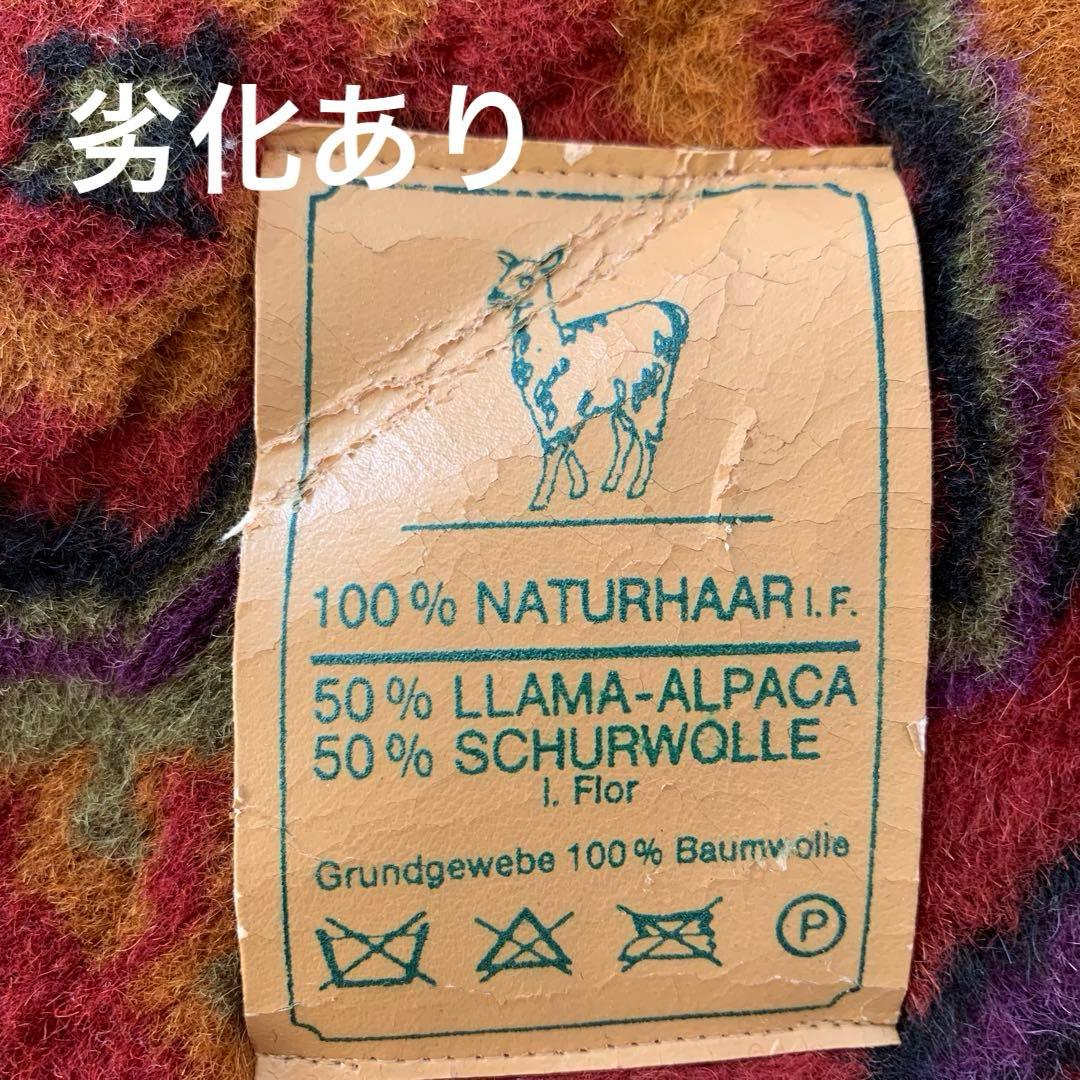 劣化あり
100% NATURHAAR I.F.
50% LLAMA-ALPACA
50% SCHURWOLLE
I. Flor
Grundgewebe 100% Baumwolle
P